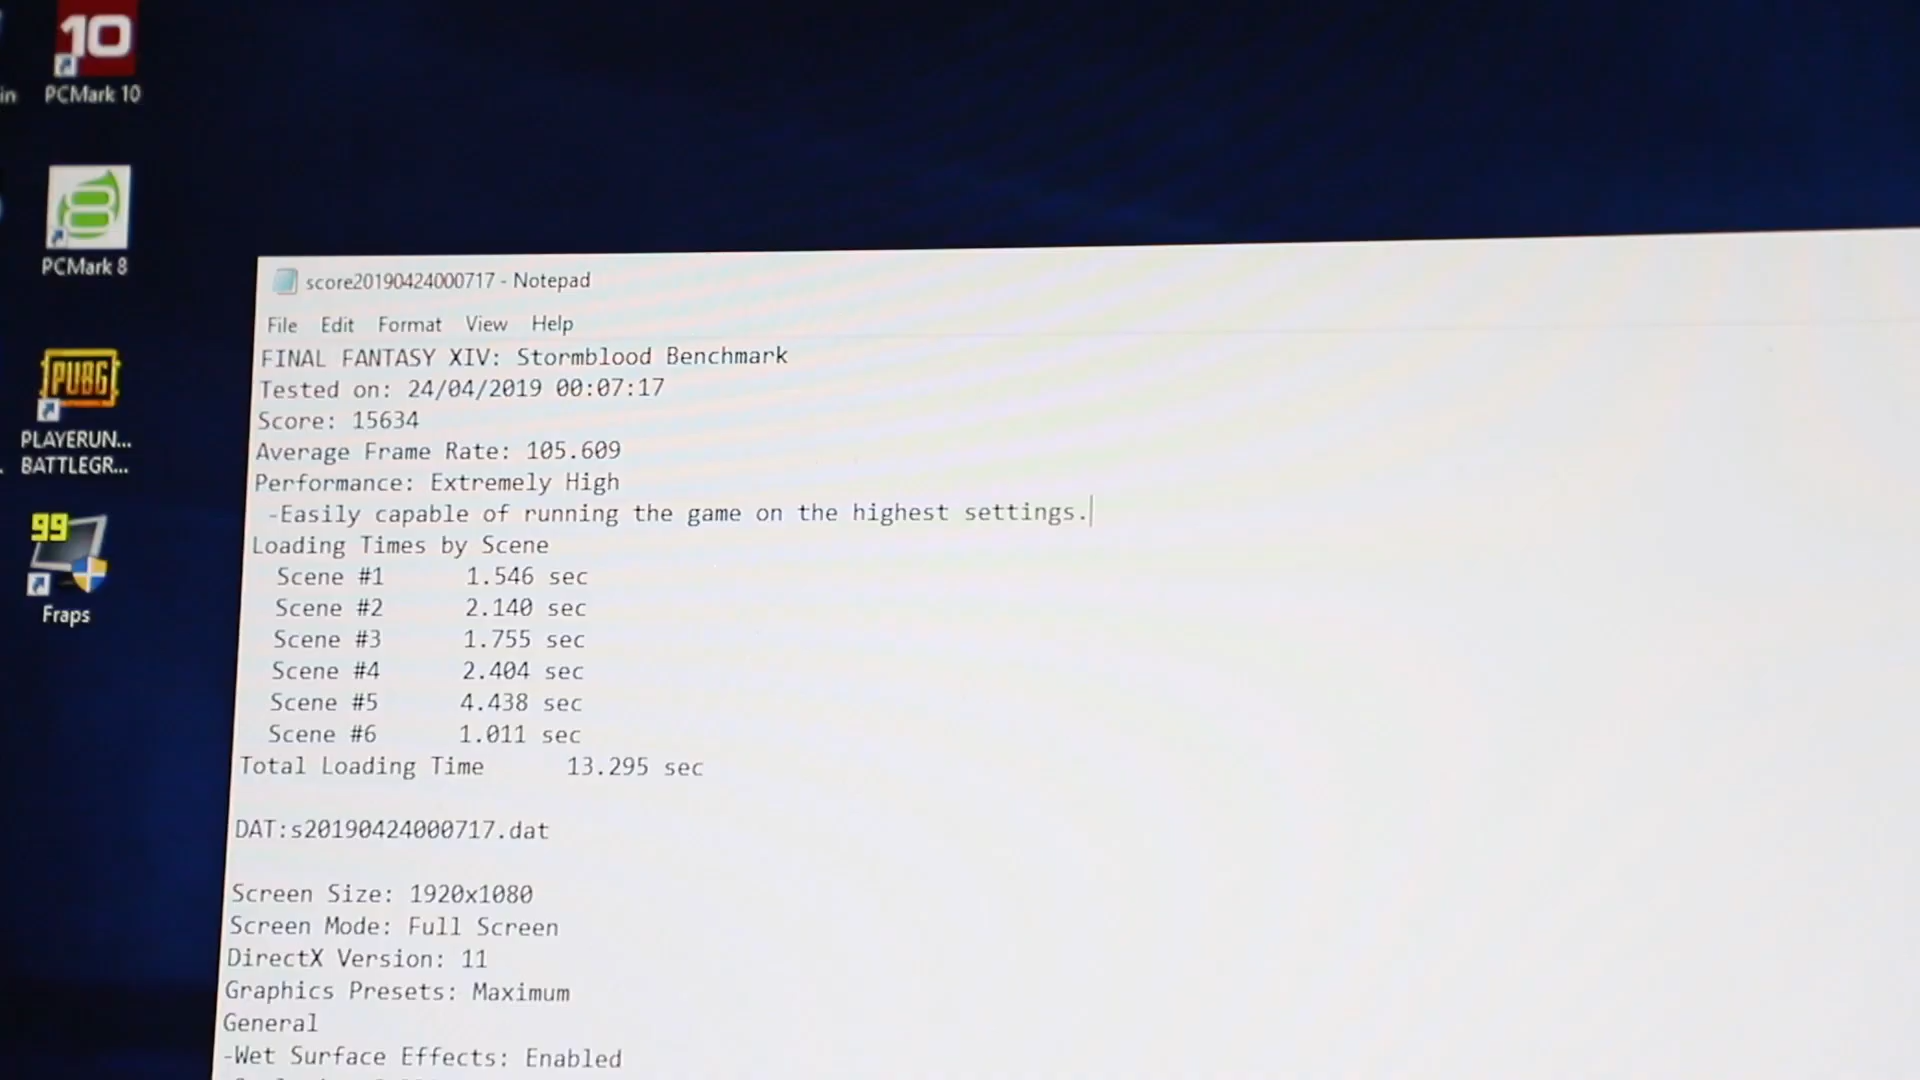 10
in
PCMark 10
8
PCMark 8
PUBG
PLAYERUN...
BATTLEGR...
99
Fraps
score20190424000717 - Notepad
File Edit Format View Help
FINAL FANTASY XIV: Stormblood Benchmark
Tested on: 24/04/2019 00:07:17
Score: 15634
Average Frame Rate: 105.609
Performance: Extremely High
-Easily capable of running the game on the highest settings.
Loading Times by Scene
Scene #1 1.546 sec
Scene #2 2.140 sec
Scene #3 1.755 sec
Scene #4 2.404 sec
Scene #5 4.438 sec
Scene #6 1.011 sec
Total Loading Time 13.295 sec
DAT:s20190424000717.dat
Screen Size: 1920x1080
Screen Mode: Full Screen
DirectX Version: 11
Graphics Presets: Maximum
General
-Wet Surface Effects: Enabled